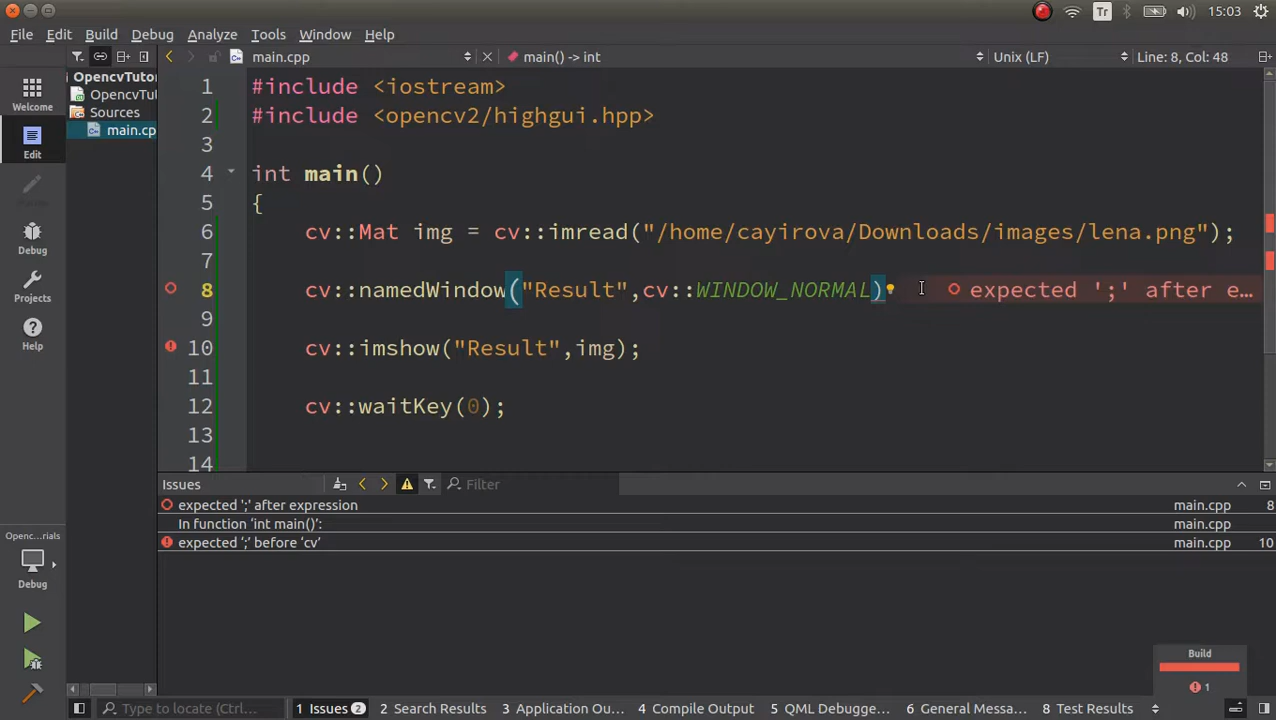 Tr
15:03
File Edit Build Debug Analyze Tools Window Help
main.cpp
main() -> int
Unix (LF)
Line: 8, Col: 48
Welcome
Edit
Debug
Projects
Help
OpencvTutor
OpencvTut
Sources
main.cp
1 #include <iostream>
2 #include <opencv2/highgui.hpp>
3
4 int main()
5 {
6 cv::Mat img = cv::imread("/home/cayirova/Downloads/images/lena.png");
7
8 cv::namedWindow("Result",cv::WINDOW_NORMAL) expected ';' after e...
9
10 cv::imshow("Result",img);
11
12 cv::waitKey(0);
13
14
Issues
Filter
expected ';' after expression main.cpp 8
In function 'int main()': main.cpp
expected ';' before 'cv' main.cpp 10
Openc...rials
Debug
Build
1
Type to locate (Ctrl+...
1 Issues 2
2 Search Results
3 Application Ou...
4 Compile Output
5 QML Debugge...
6 General Messa...
8 Test Results